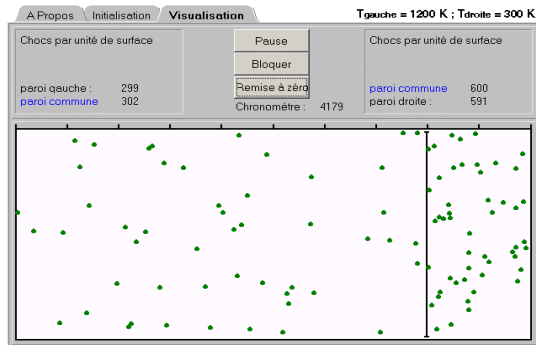 A Propos Initialisation Visualisation Tgauche = 1200 K ; Tdroite = 300 K
Chocs par unité de surface
paroi gauche : 299
paroi commune 302
Pause
Bloquer
Remise à zéro
Chronomètre : 4179
Chocs par unité de surface
paroi commune 600
paroi droite : 591